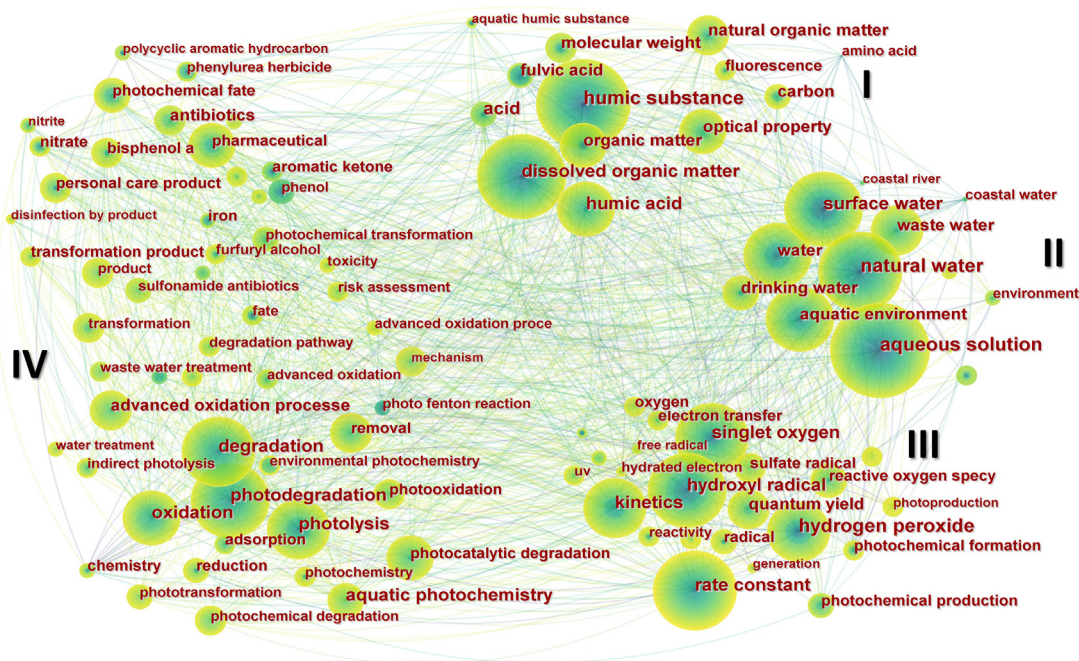 aquatic humic substance
natural organic matter
molecular weight
polycyclic aromatic hydrocarbon
amino acid
phenylurea herbicide
fulvic acid
fluorescence
I
photochemical fate
humic substance
carbon
acid
antibiotics
nitrite
optical property
nitrate
bisphenol a
pharmaceutical
organic matter
aromatic ketone
dissolved organic matter
personal care product
phenol
coastal river
coastal water
humic acid
surface water
disinfection by product
iron
waste water
photochemical transformation
transformation product
furfuryl alcohol
water
II
product
toxicity
natural water
sulfonamide antibiotics
risk assessment
drinking water
environment
fate
aquatic environment
transformation
advanced oxidation proce
degradation pathway
aqueous solution
IV
mechanism
waste water treatment
advanced oxidation
advanced oxidation processe
photo fenton reaction
oxygen
electron transfer
removal
singlet oxygen
III
water treatment
degradation
free radical
indirect photolysis
environmental photochemistry
uv
hydrated electron
sulfate radical
reactive oxygen specy
photodegradation
photooxidation
hydroxyl radical
kinetics
quantum yield
photoproduction
oxidation
photolysis
hydrogen peroxide
adsorption
reactivity
radical
photochemical formation
photocatalytic degradation
chemistry
reduction
photochemistry
generation
rate constant
phototransformation
aquatic photochemistry
photochemical production
photochemical degradation